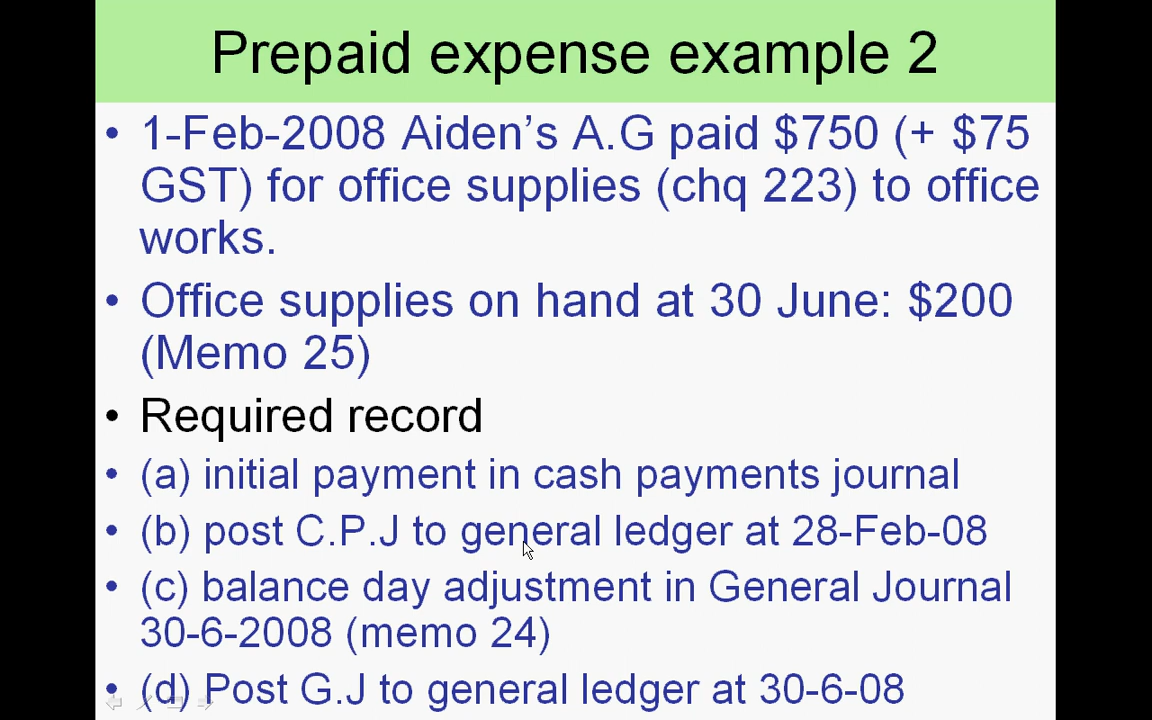 Prepaid expense example 2
• 1-Feb-2008 Aiden's A.G paid $750 (+ $75
GST) for office supplies (chq 223) to office
works.
• Office supplies on hand at 30 June: $200
(Memo 25)
• Required record
• (a) initial payment in cash payments journal
• (b) post C.P.J to general ledger at 28-Feb-08
• (c) balance day adjustment in General Journal
30-6-2008 (memo 24)
• (d) Post G.J to general ledger at 30-6-08